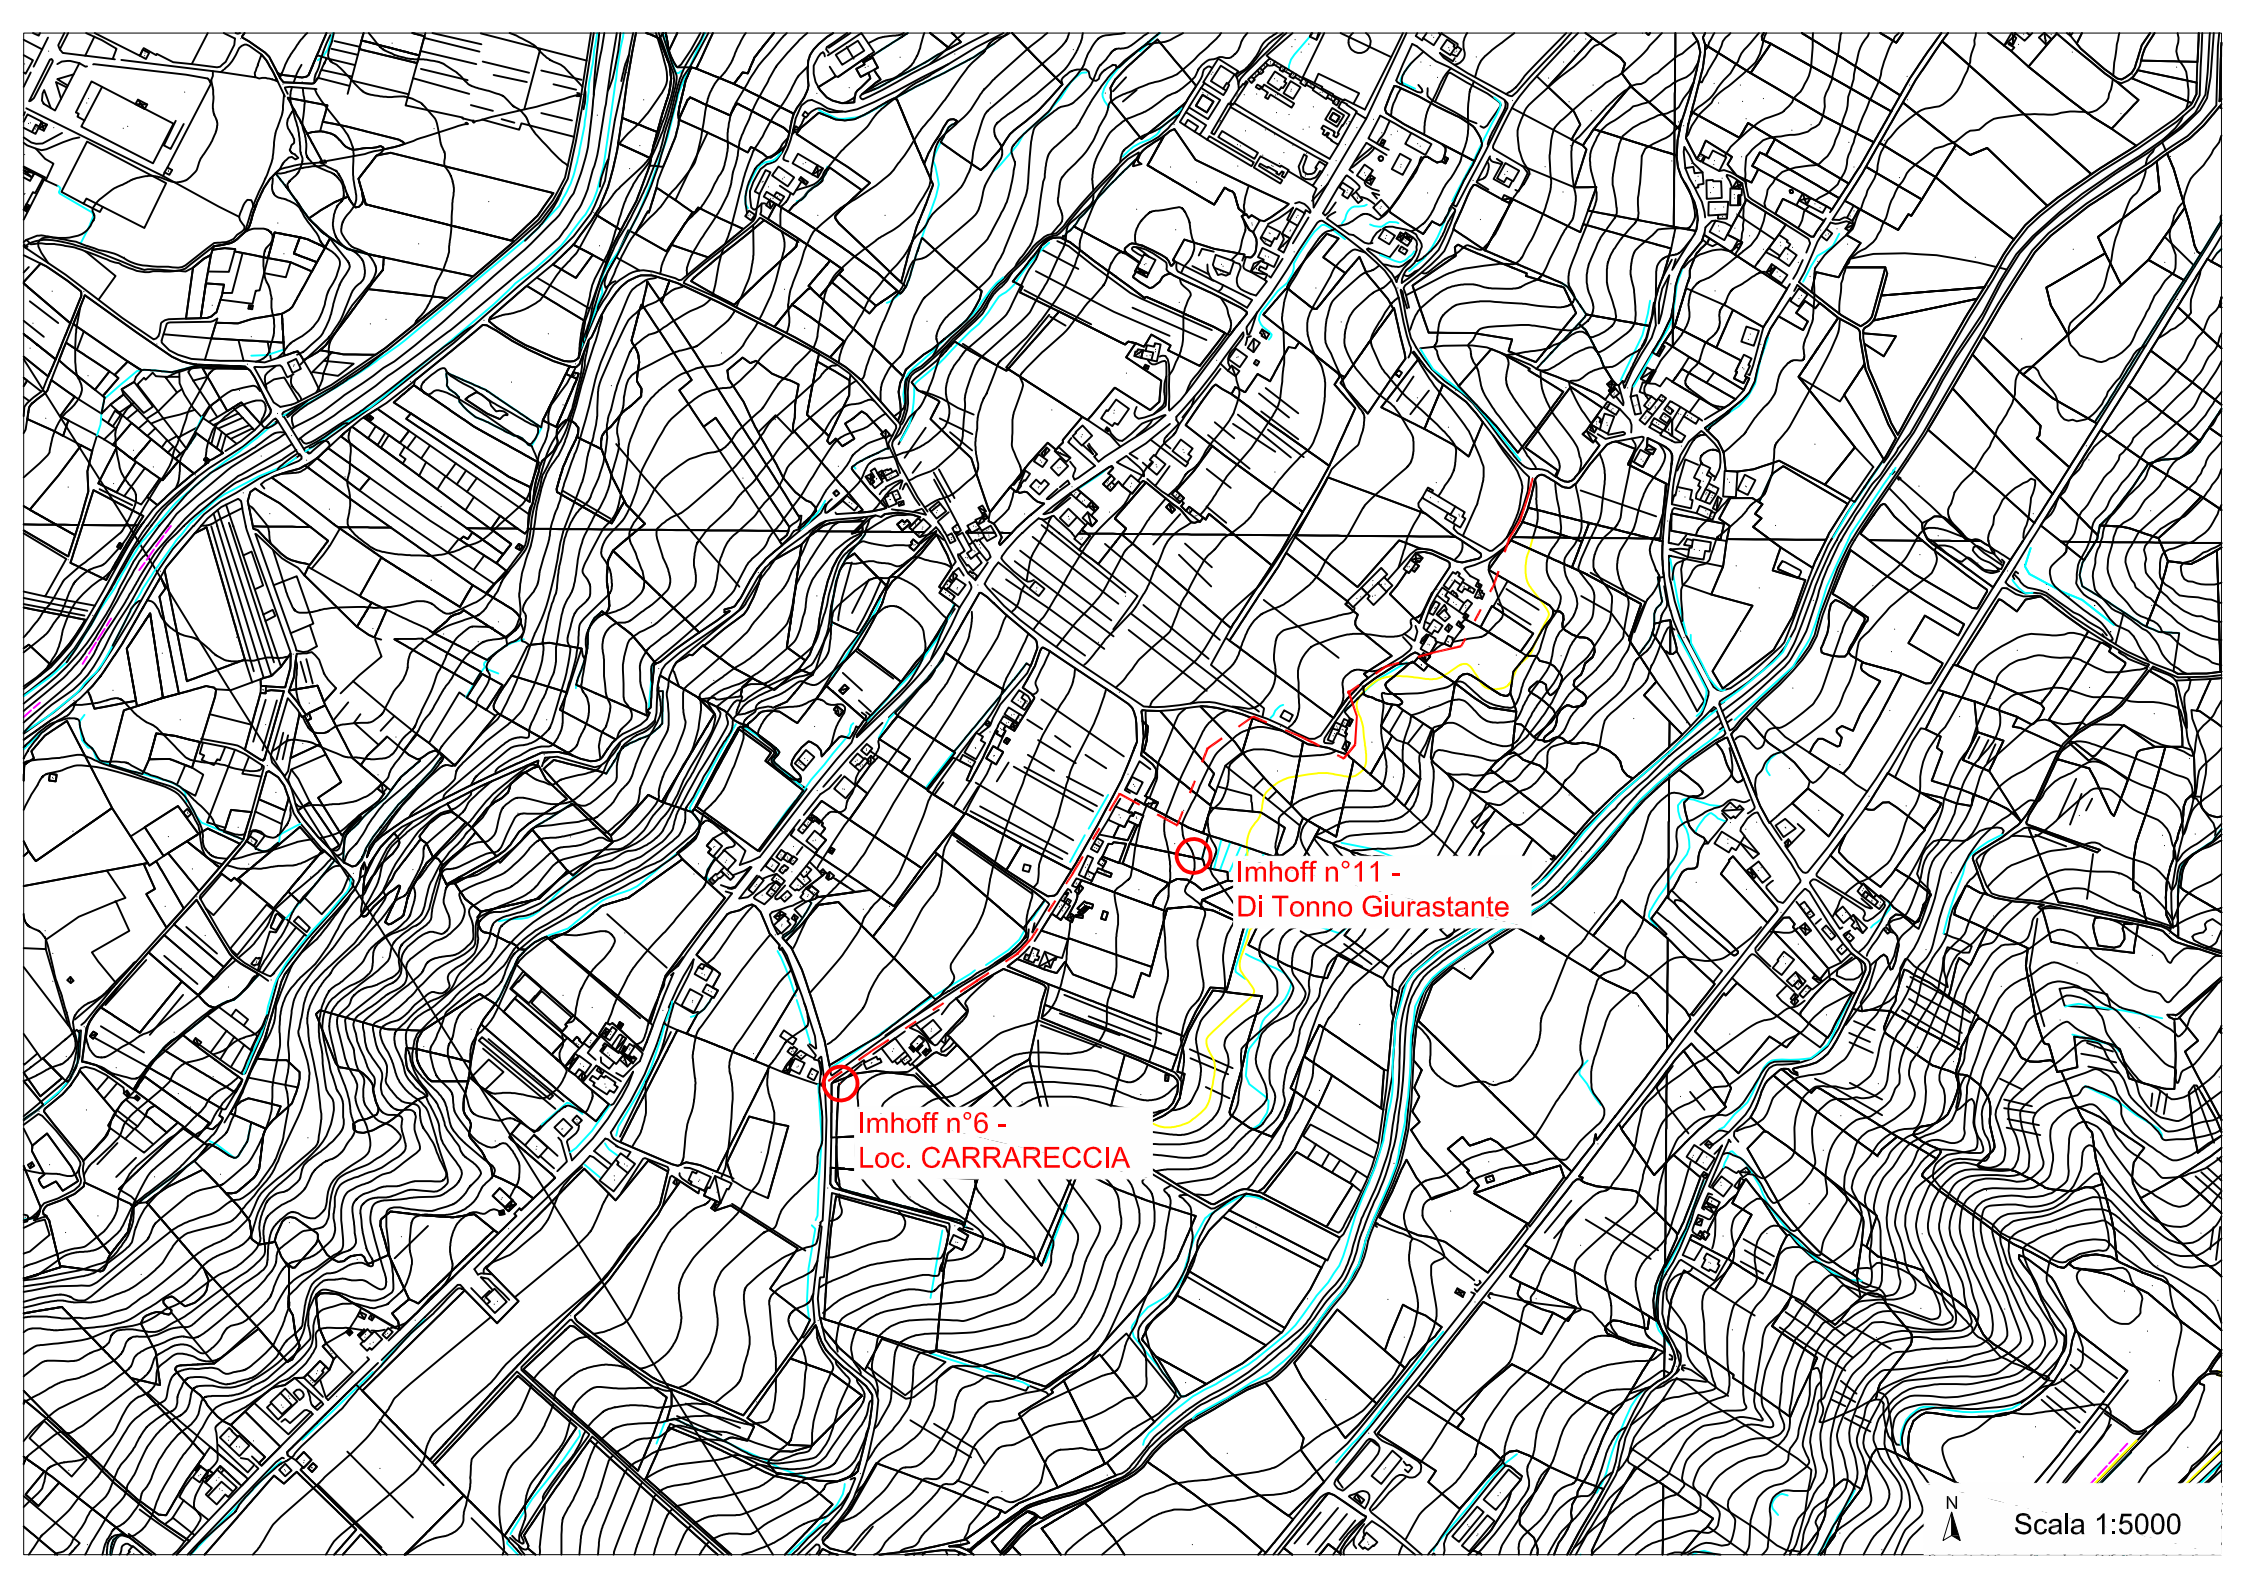 Imhoff n°11 -
Di Tonno Giurastante
Imhoff n°6 -
Loc. CARRARECCIA
N
Scala 1:5000